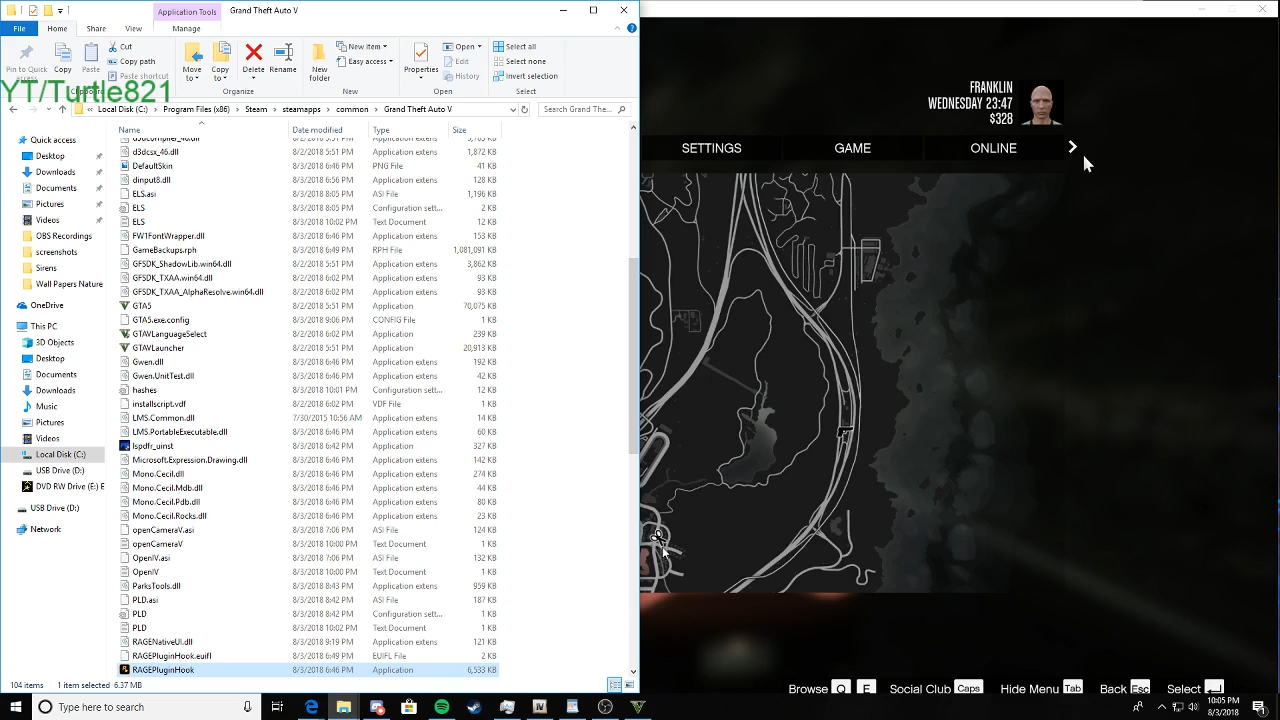 Application Tools Grand Theft Auto V
File Home Share View Manage
Pin to Quick access
Copy
Paste
Cut
Copy path
Paste shortcut
Clipboard
Move to
Copy to
Delete
Rename
Organize
New folder
New item
Easy access
New
Properties
Open
Edit
History
Open
Select all
Select none
Invert selection
Select
YT/Turtle821
Local Disk (C:) > Program Files (x86) > Steam > steamapps > common > Grand Theft Auto V
Search Grand The...
Quick access
Desktop
Downloads
Documents
Pictures
Videos
OBS Recordings
screenshots
Sirens
Wall Papers Nature
OneDrive
This PC
3D Objects
Desktop
Documents
Downloads
Music
Pictures
Videos
Local Disk (C:)
USB Drive (D:)
DVD RW Drive (E:) E
USB Drive (D:)
Network
Name Date modified Type Size
d3dcsx_46.dll 8/2/2018 5:51 PM Application extens 1,872 KB
DefaultSkin 8/3/2018 6:46 PM PNG File 41 KB
dinput8.dll 8/3/2018 6:56 PM Application extens 128 KB
ELS.asi 8/3/2018 8:05 PM ASI File 1,196 KB
ELS 8/3/2018 8:05 PM Configuration sett... 2 KB
ELS 8/3/2018 10:02 PM Text Document 12 KB
FW1FontWrapper.dll 8/3/2018 6:46 PM Application extens 153 KB
GameBackups.rph 8/3/2018 6:49 PM RPH File 1,081,091 KB
GFSDK_ShadowLib.win64.dll 8/2/2018 5:51 PM Application extens 3,862 KB
GFSDK_TXAA.win64.dll 8/2/2018 6:02 PM Application extens 93 KB
GFSDK_TXAA_AlphaResolve.win64.dll 8/2/2018 6:02 PM Application extens 93 KB
GTA5 8/2/2018 5:51 PM Application 70,075 KB
GTA5.exe.config 8/3/2018 9:06 PM CONFIG File 1 KB
GTAVLanguageSelect 8/2/2018 6:02 PM Application 239 KB
GTAVLauncher 8/2/2018 5:51 PM Application 20,913 KB
Gwen.dll 8/3/2018 6:46 PM Application extens 192 KB
Gwen.UnitTest.dll 8/3/2018 6:46 PM Application extens 42 KB
hashes 8/3/2018 10:01 PM Configuration sett... 12 KB
installscript.vdf 8/2/2018 6:02 PM VDF File 2 KB
LMS.Common.dll 7/30/2015 10:56 AM Application extens 14 KB
LMS.PortableExecutable.dll 8/3/2018 6:46 PM Application extens 60 KB
lspdfr_uinst 8/3/2018 6:46 PM Application 327 KB
Microsoft.Expression.Drawing.dll 8/3/2018 6:46 PM Application extens 142 KB
Mono.Cecil.dll 8/3/2018 6:46 PM Application extens 274 KB
Mono.Cecil.Mdb.dll 8/3/2018 6:46 PM Application extens 44 KB
Mono.Cecil.Pdb.dll 8/3/2018 6:46 PM Application extens 80 KB
Mono.Cecil.Rocks.dll 8/3/2018 6:46 PM Application extens 23 KB
openCameraV.asi 8/3/2018 7:06 PM ASI File 124 KB
openCameraV 8/3/2018 10:00 PM Text Document 1 KB
OpenIV.asi 8/3/2018 7:06 PM ASI File 132 KB
OpenIV 8/3/2018 10:00 PM Text Document 1 KB
ParksTools.dll 8/3/2018 8:43 PM Application extens 959 KB
PLD.asi 8/3/2018 8:42 PM ASI File 187 KB
PLD 8/3/2018 8:42 PM Configuration sett... 1 KB
PLD 8/3/2018 10:02 PM Text Document 1 KB
RAGENativeUI.dll 8/3/2018 9:19 PM Application extens 121 KB
RAGEPluginHook.euifl 8/3/2018 6:46 PM EUIFL File 2 KB
RAGEPluginHook 8/3/2018 6:46 PM Application 6,533 KB
104 items 1 item selected 6.37 MB
FRANKLIN
WEDNESDAY 23:47
$328
SETTINGS GAME ONLINE
Browse Q E Social Club Caps Hide Menu Tab Back Esc Select
Type here to search
10:05 PM
8/3/2018